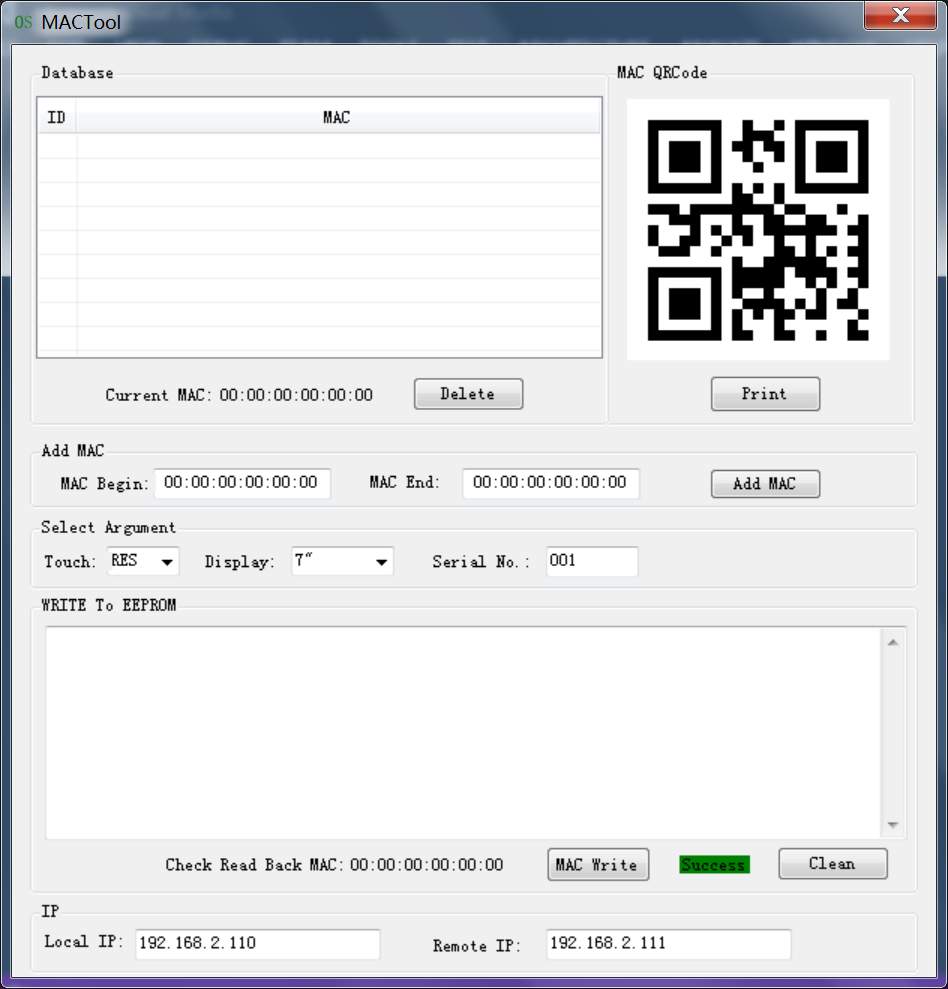 OS MACTool
Database
MAC QRCode
ID MAC
Current MAC: 00:00:00:00:00:00 Delete
Print
Add MAC
MAC Begin: 00:00:00:00:00:00 MAC End: 00:00:00:00:00:00 Add MAC
Select Argument
Touch: RES Display: 7" Serial No.: 001
WRITE To EEPROM
Check Read Back MAC: 00:00:00:00:00:00 MAC Write Success Clean
IP
Local IP: 192.168.2.110 Remote IP: 192.168.2.111